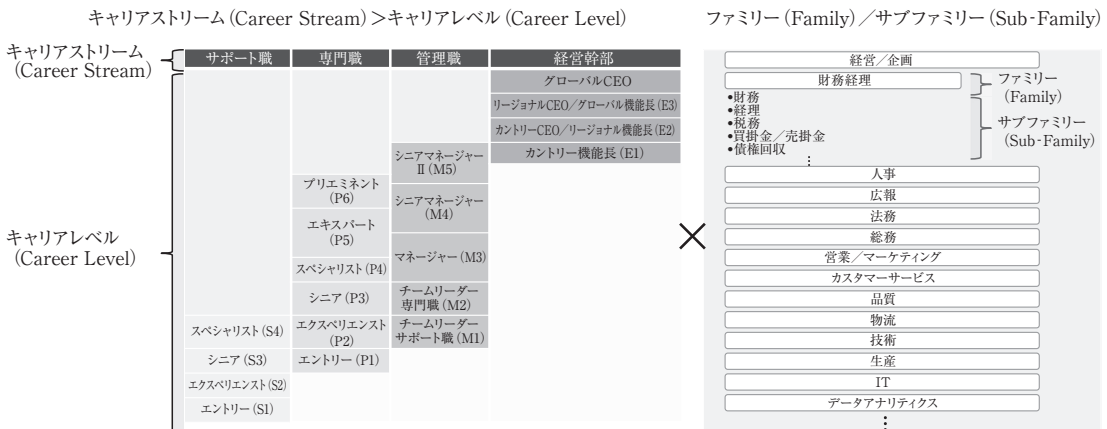 キャリアストリーム (Career Stream) ＞キャリアレベル (Career Level)
ファミリー (Family) ／サブファミリー (Sub-Family)
キャリアストリーム
(Career Stream)
サポート職
専門職
管理職
経営幹部
グローバルCEO
リージョナルCEO／グローバル機能長 (E3)
カントリーCEO／リージョナル機能長 (E2)
カントリー機能長 (E1)
シニアマネージャー
Ⅱ (M5)
プリエミネント
(P6)
シニアマネージャー
(M4)
エキスパート
(P5)
キャリアレベル
(Career Level)
マネージャー (M3)
スペシャリスト (P4)
シニア (P3)
チームリーダー
専門職 (M2)
スペシャリスト (S4)
エクスペリエンスト
(P2)
チームリーダー
サポート職 (M1)
シニア (S3)
エントリー (P1)
エクスペリエンスト (S2)
エントリー (S1)
×
経営／企画
財務経理
ファミリー
(Family)
•財務
•経理
•税務
•買掛金／売掛金
•債権回収
⋮
サブファミリー
(Sub-Family)
人事
広報
法務
総務
営業／マーケティング
カスタマーサービス
品質
物流
技術
生産
IT
データアナリティクス
⋮